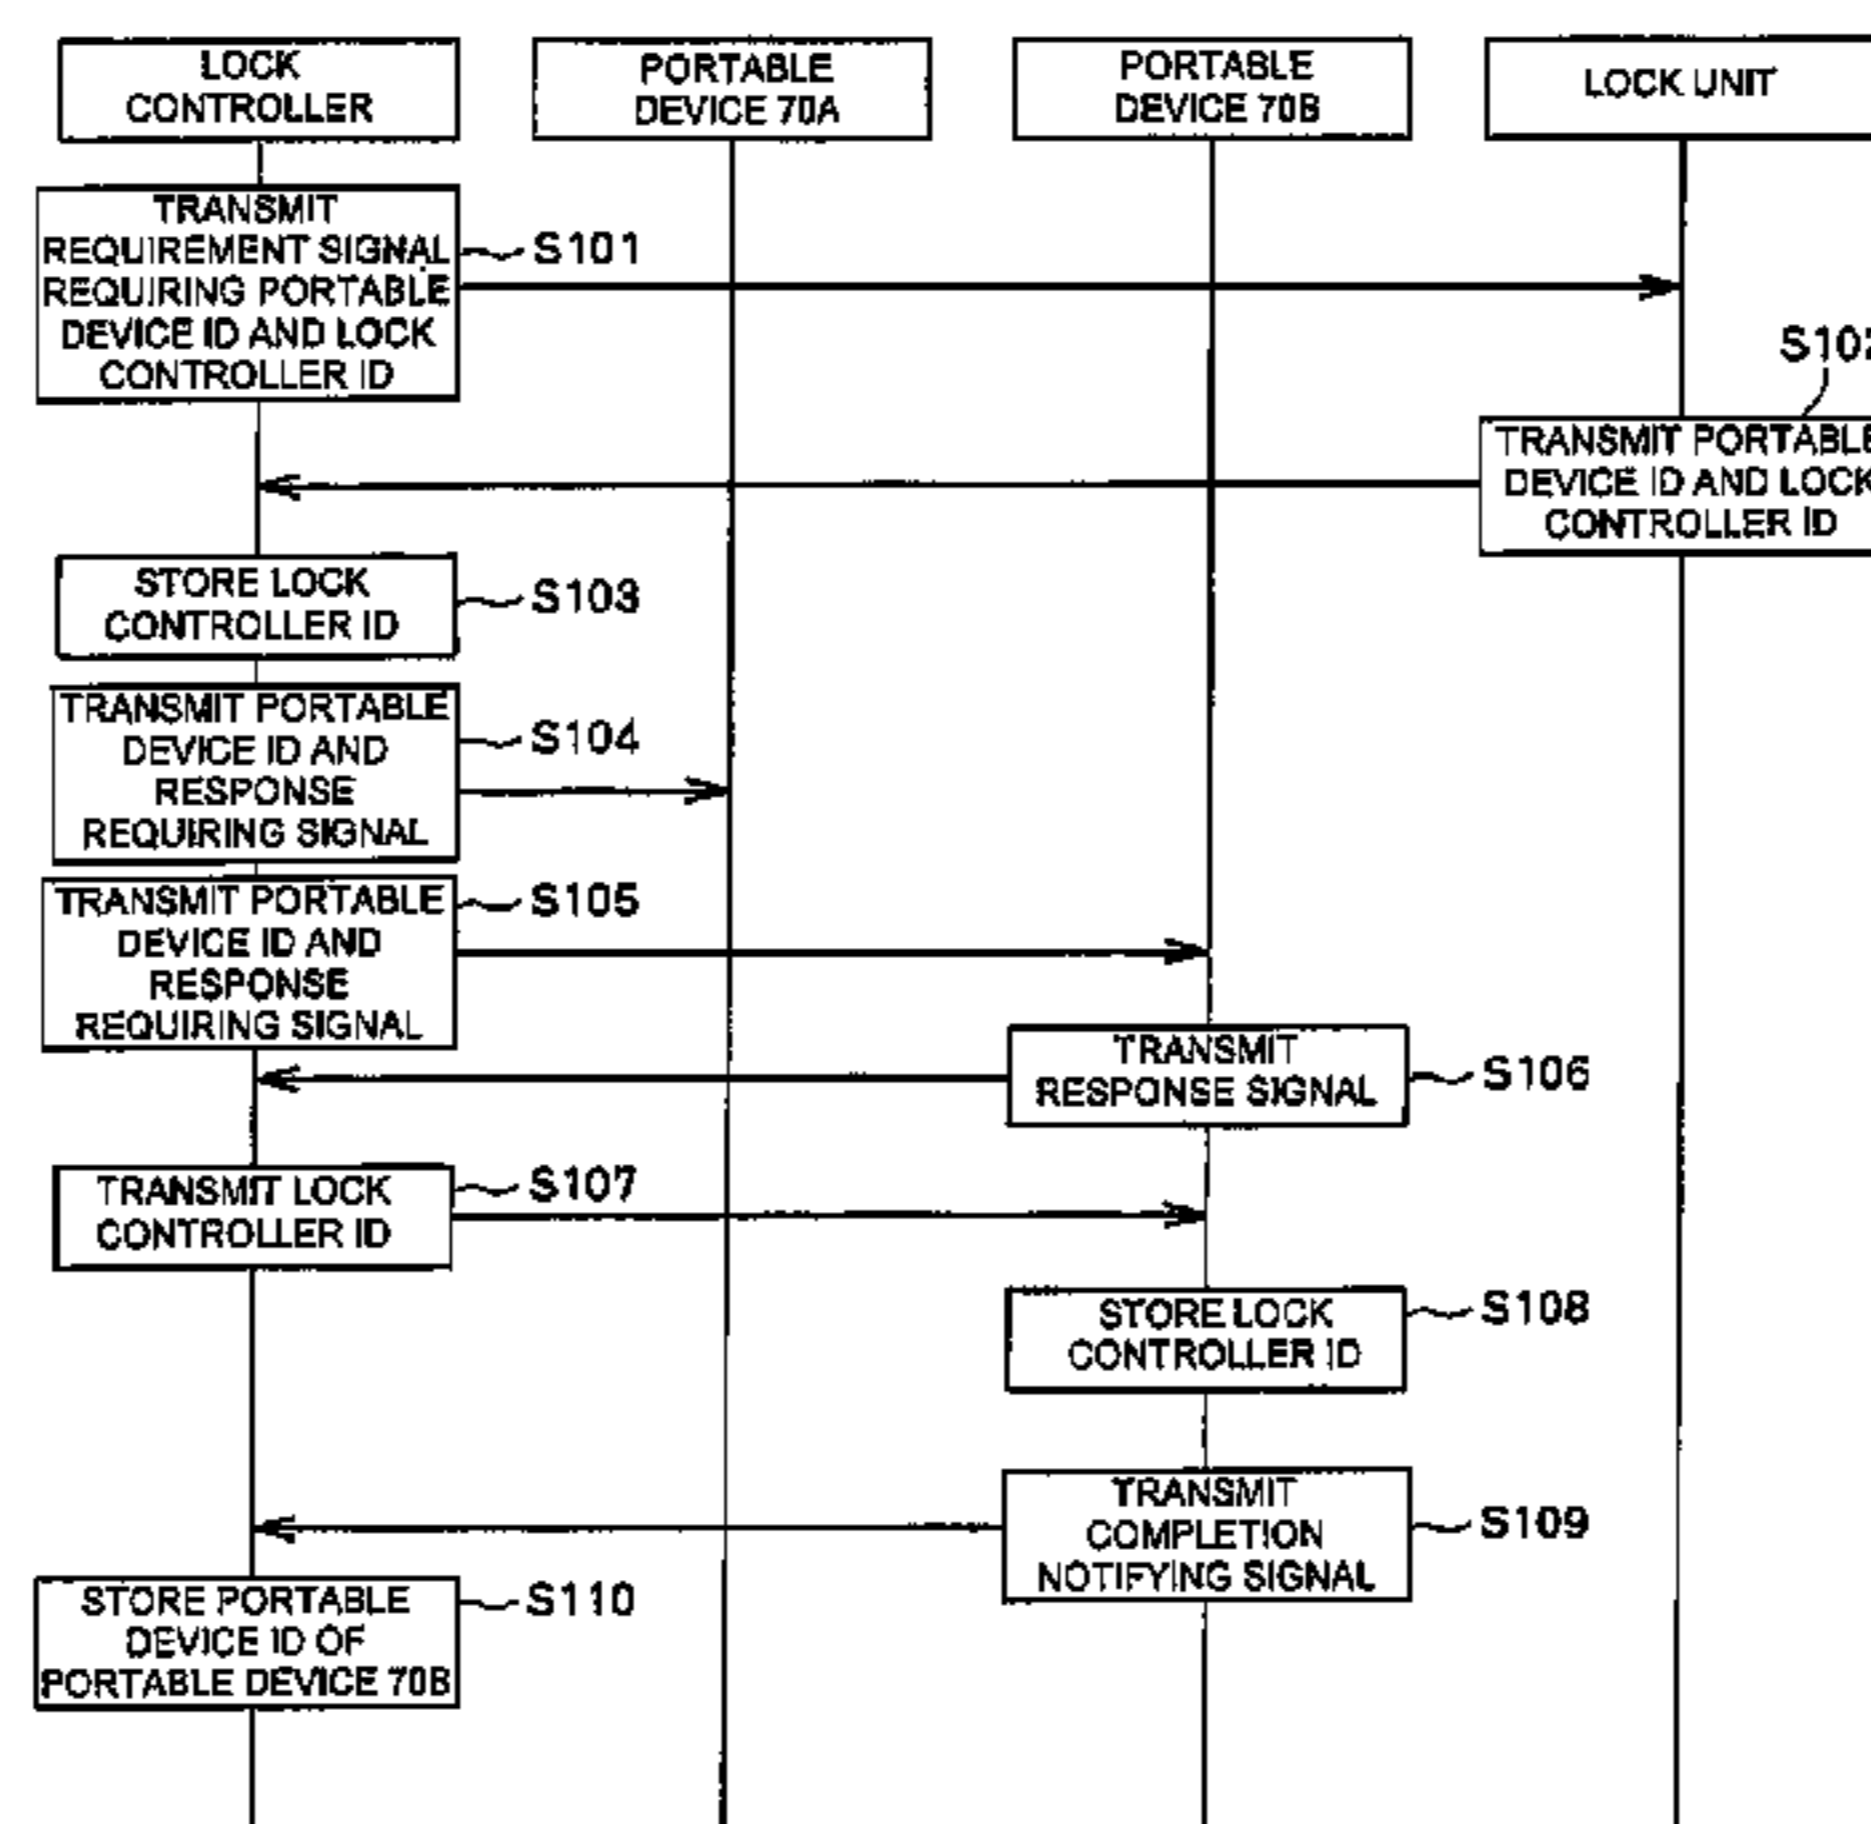 LOCK
CONTROLLER
PORTABLE
DEVICE 70A
PORTABLE
DEVICE 70B
LOCK UNIT
TRANSMIT
REQUIREMENT SIGNAL
REQUIRING PORTABLE
DEVICE ID AND LOCK
CONTROLLER ID
S101
S102
TRANSMIT PORTABLE
DEVICE ID AND LOCK
CONTROLLER ID
STORE LOCK
CONTROLLER ID
S103
TRANSMIT PORTABLE
DEVICE ID AND
RESPONSE
REQUIRING SIGNAL
S104
TRANSMIT PORTABLE
DEVICE ID AND
RESPONSE
REQUIRING SIGNAL
S105
TRANSMIT
RESPONSE SIGNAL
S106
TRANSMIT LOCK
CONTROLLER ID
S107
STORE LOCK
CONTROLLER ID
S108
TRANSMIT
COMPLETION
NOTIFYING SIGNAL
S109
STORE PORTABLE
DEVICE ID OF
PORTABLE DEVICE 70B
S110